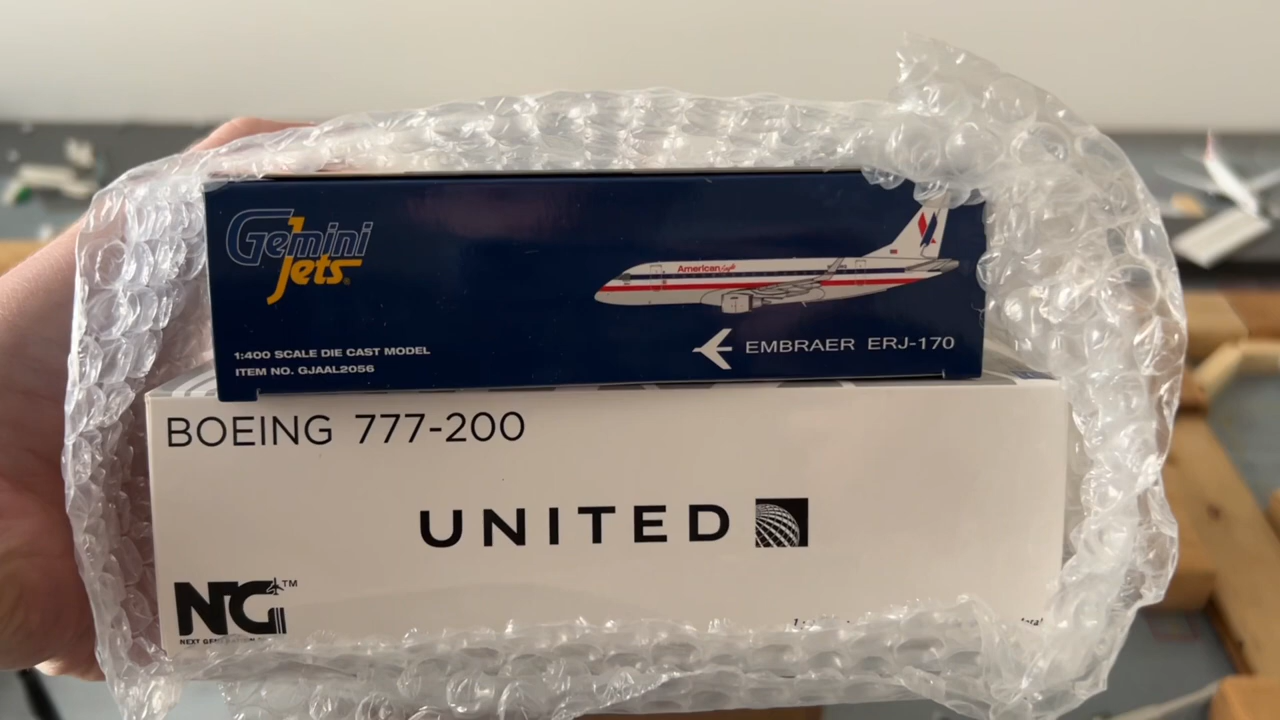 Gemini
Jets
American Eagle
1:400 SCALE DIE CAST MODEL
ITEM NO. GJAAL2056
EMBRAER ERJ-170
BOEING 777-200
UNITED
NG™